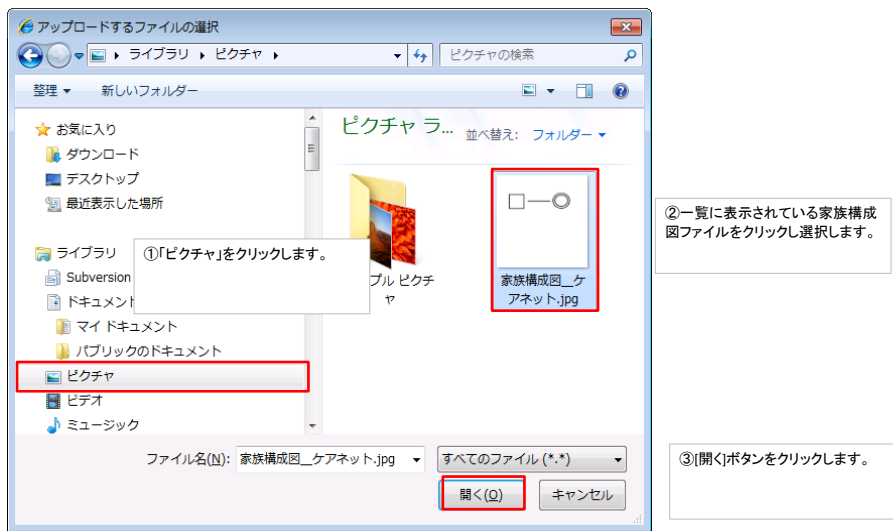 アップロードするファイルの選択
ライブラリ ▸ ピクチャ ▸
ピクチャの検索
整理 ▼ 新しいフォルダー
お気に入り
ダウンロード
デスクトップ
最近表示した場所
ライブラリ
Subversion
ドキュメント
マイ ドキュメント
パブリックのドキュメント
ピクチャ
ビデオ
ミュージック
①「ピクチャ」をクリックします。
ピクチャ ラ...
並べ替え: フォルダー ▼
プル ピクチ
ャ
家族構成図__ケ
アネット.jpg
②一覧に表示されている家族構成
図ファイルをクリックし選択します。
ファイル名(N): 家族構成図__ケアネット.jpg
すべてのファイル (*.*)
開く(O) キャンセル
③[開く]ボタンをクリックします。